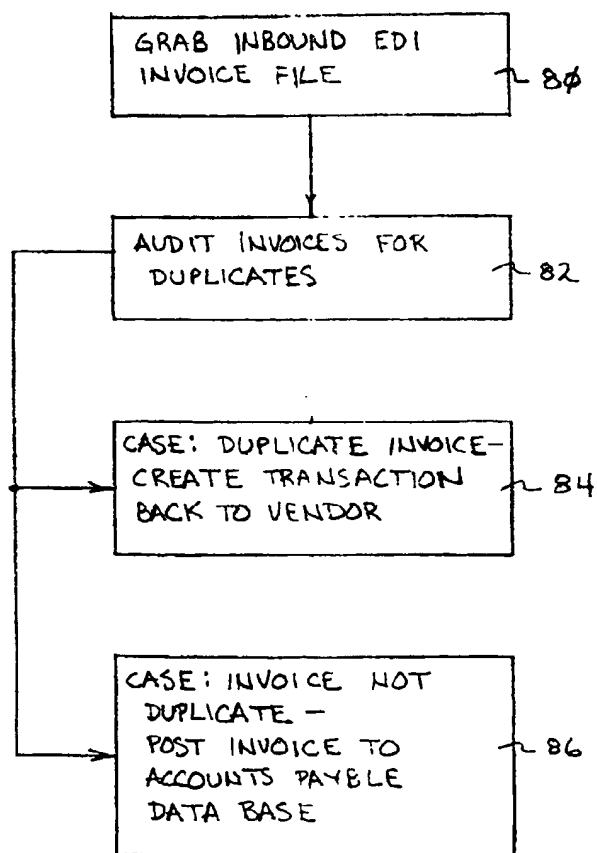 GRAB INBOUND EDI
INVOICE FILE
80
AUDIT INVOICES FOR
DUPLICATES
82
CASE: DUPLICATE INVOICE-
CREATE TRANSACTION
BACK TO VENDOR
84
CASE: INVOICE NOT
DUPLICATE -
POST INVOICE TO
ACCOUNTS PAYBLE
DATA BASE
86